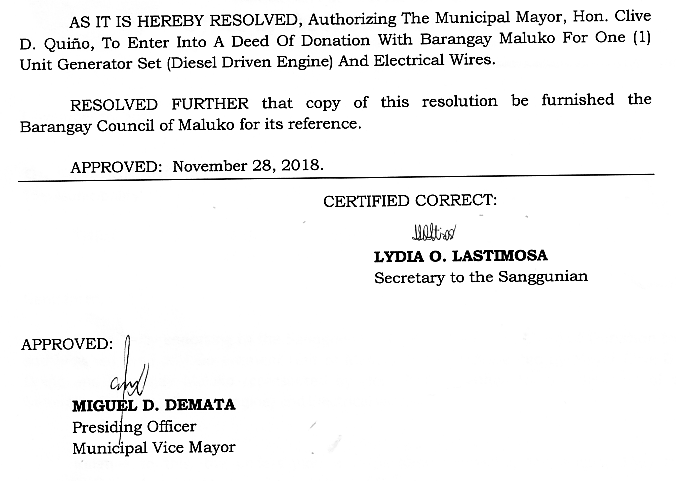 AS IT IS HEREBY RESOLVED, Authorizing The Municipal Mayor, Hon. Clive
D. Quiño, To Enter Into A Deed Of Donation With Barangay Maluko For One (1)
Unit Generator Set (Diesel Driven Engine) And Electrical Wires.
RESOLVED FURTHER that copy of this resolution be furnished the
Barangay Council of Maluko for its reference.
APPROVED: November 28, 2018.
CERTIFIED CORRECT:
LYDIA O. LASTIMOSA
Secretary to the Sanggunian
APPROVED:
MIGUEL D. DEMATA
Presiding Officer
Municipal Vice Mayor